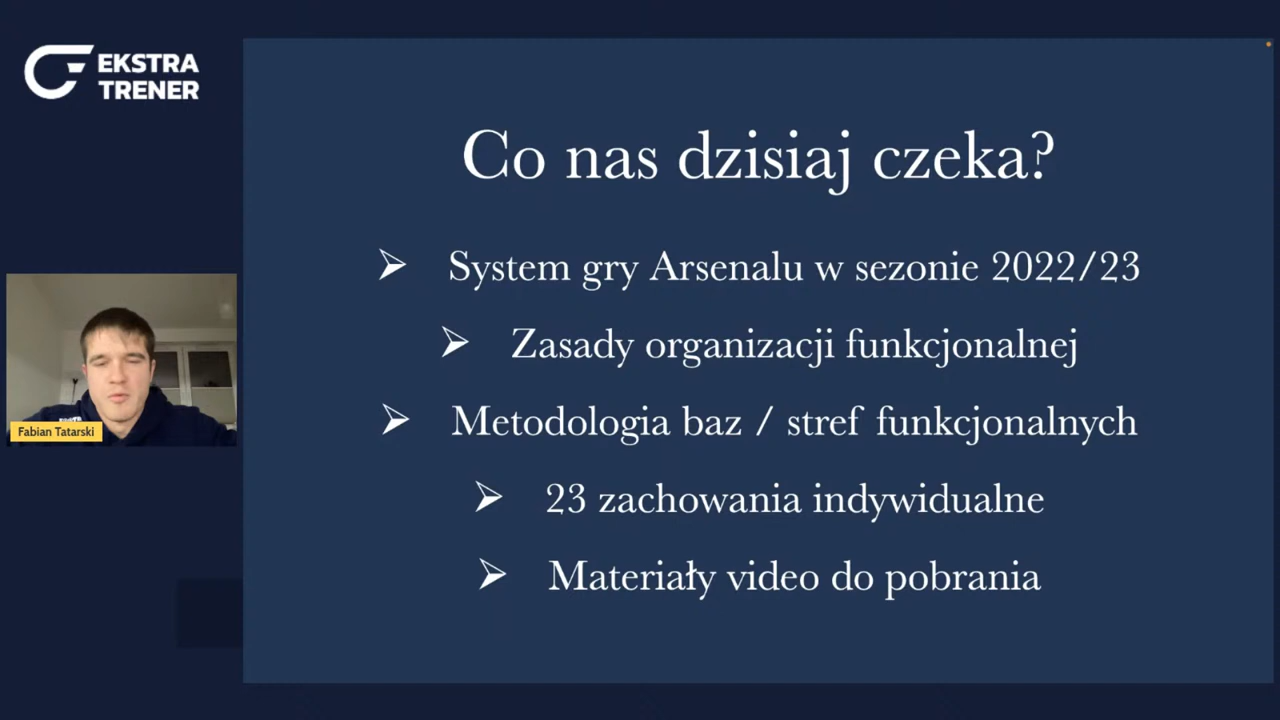 EKSTRA
TRENER
Co nas dzisiaj czeka?
System gry Arsenalu w sezonie 2022/23
Zasady organizacji funkcjonalnej
Metodologia baz / stref funkcjonalnych
23 zachowania indywidualne
Materiały video do pobrania
Fabian Tatarski